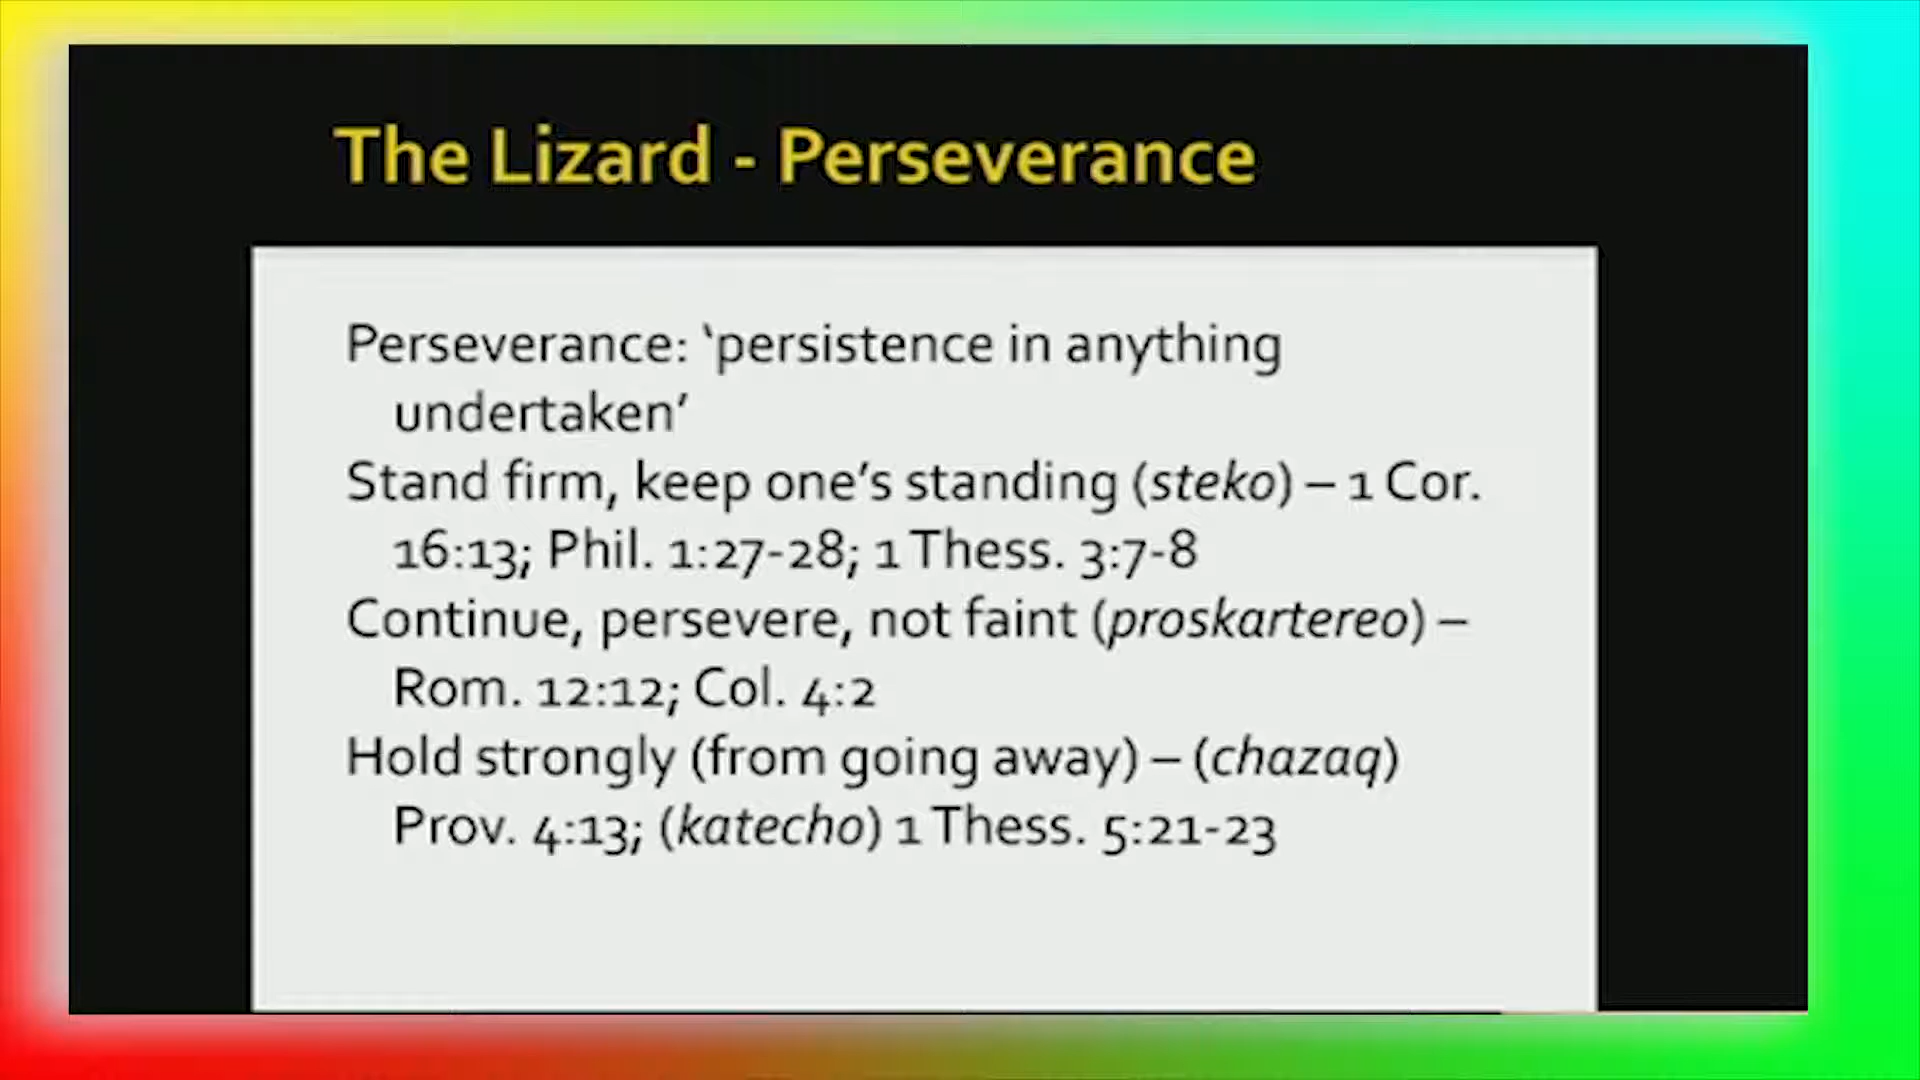 The Lizard - Perseverance
Perseverance: ‘persistence in anything
undertaken’
Stand firm, keep one’s standing (steko) – 1 Cor.
16:13; Phil. 1:27-28; 1 Thess. 3:7-8
Continue, persevere, not faint (proskartereo) –
Rom. 12:12; Col. 4:2
Hold strongly (from going away) – (chazaq)
Prov. 4:13; (katecho) 1 Thess. 5:21-23